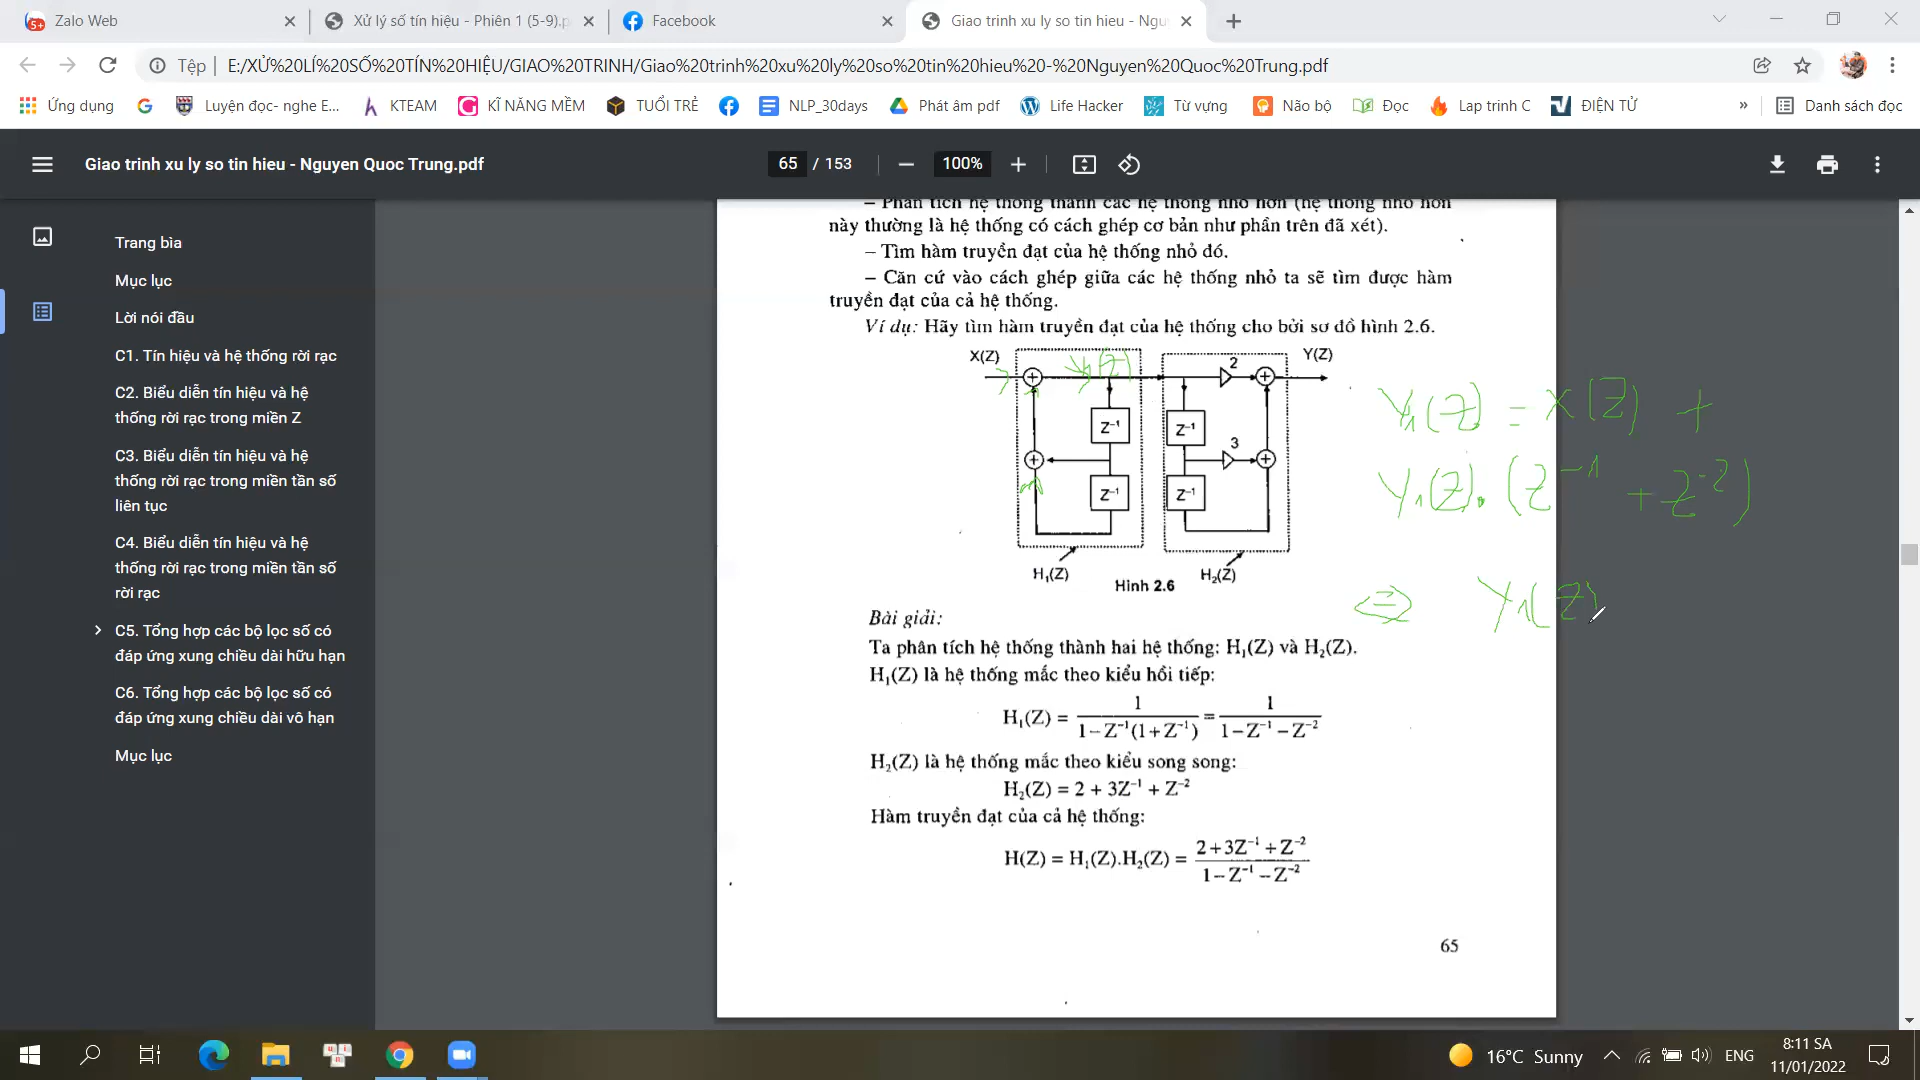 Zalo Web
Xử lý số tín hiệu - Phiên 1 (5-9).p
Facebook
Giao trinh xu ly so tin hieu - Ngu
Tệp
E:/XỬ%20LÍ%20SỐ%20TÍN%20HIỆU/GIAO%20TRINH/Giao%20trinh%20xu%20ly%20so%20tin%20hieu%20-%20Nguyen%20Quoc%20Trung.pdf
Ứng dụng
Luyện đọc- nghe E...
KTEAM
KĨ NĂNG MỀM
TUỔI TRẺ
NLP_30days
Phát âm pdf
Life Hacker
Từ vựng
Não bộ
Đọc
Lap trinh C
ĐIỆN TỬ
»
Danh sách đọc
Giao trinh xu ly so tin hieu - Nguyen Quoc Trung.pdf
65 / 153
100%
Trang bìa
Mục lục
Lời nói đầu
C1. Tín hiệu và hệ thống rời rạc
C2. Biểu diễn tín hiệu và hệ
thống rời rạc trong miền Z
C3. Biểu diễn tín hiệu và hệ
thống rời rạc trong miền tần số
liên tục
C4. Biểu diễn tín hiệu và hệ
thống rời rạc trong miền tần số
rời rạc
C5. Tổng hợp các bộ lọc số có
đáp ứng xung chiều dài hữu hạn
C6. Tổng hợp các bộ lọc số có
đáp ứng xung chiều dài vô hạn
Mục lục
– Phân tích hệ thống thành các hệ thống nhỏ hơn (hệ thống nhỏ hơn
này thường là hệ thống có cách ghép cơ bản như phần trên đã xét).
– Tìm hàm truyền đạt của hệ thống nhỏ đó.
– Căn cứ vào cách ghép giữa các hệ thống nhỏ ta sẽ tìm được hàm
truyền đạt của cả hệ thống.
Ví dụ: Hãy tìm hàm truyền đạt của hệ thống cho bởi sơ đồ hình 2.6.
X(Z)
Y1(Z)
2
Y(Z)
Z⁻¹
Z⁻¹
3
Z⁻¹
Z⁻¹
H₁(Z)
Hình 2.6
H₂(Z)
Y1(Z) = X(Z) +
Y1(Z).(Z⁻¹ + Z⁻²)
⇔ Y1(Z)
Bài giải:
Ta phân tích hệ thống thành hai hệ thống: H₁(Z) và H₂(Z).
H₁(Z) là hệ thống mắc theo kiểu hồi tiếp:
H₁(Z) = 1 / (1 – Z⁻¹(1 + Z⁻¹)) = 1 / (1 – Z⁻¹ – Z⁻²)
H₂(Z) là hệ thống mắc theo kiểu song song:
H₂(Z) = 2 + 3Z⁻¹ + Z⁻²
Hàm truyền đạt của cả hệ thống:
H(Z) = H₁(Z).H₂(Z) = (2 + 3Z⁻¹ + Z⁻²) / (1 – Z⁻¹ – Z⁻²)
65
16°C Sunny
ENG
8:11 SA
11/01/2022